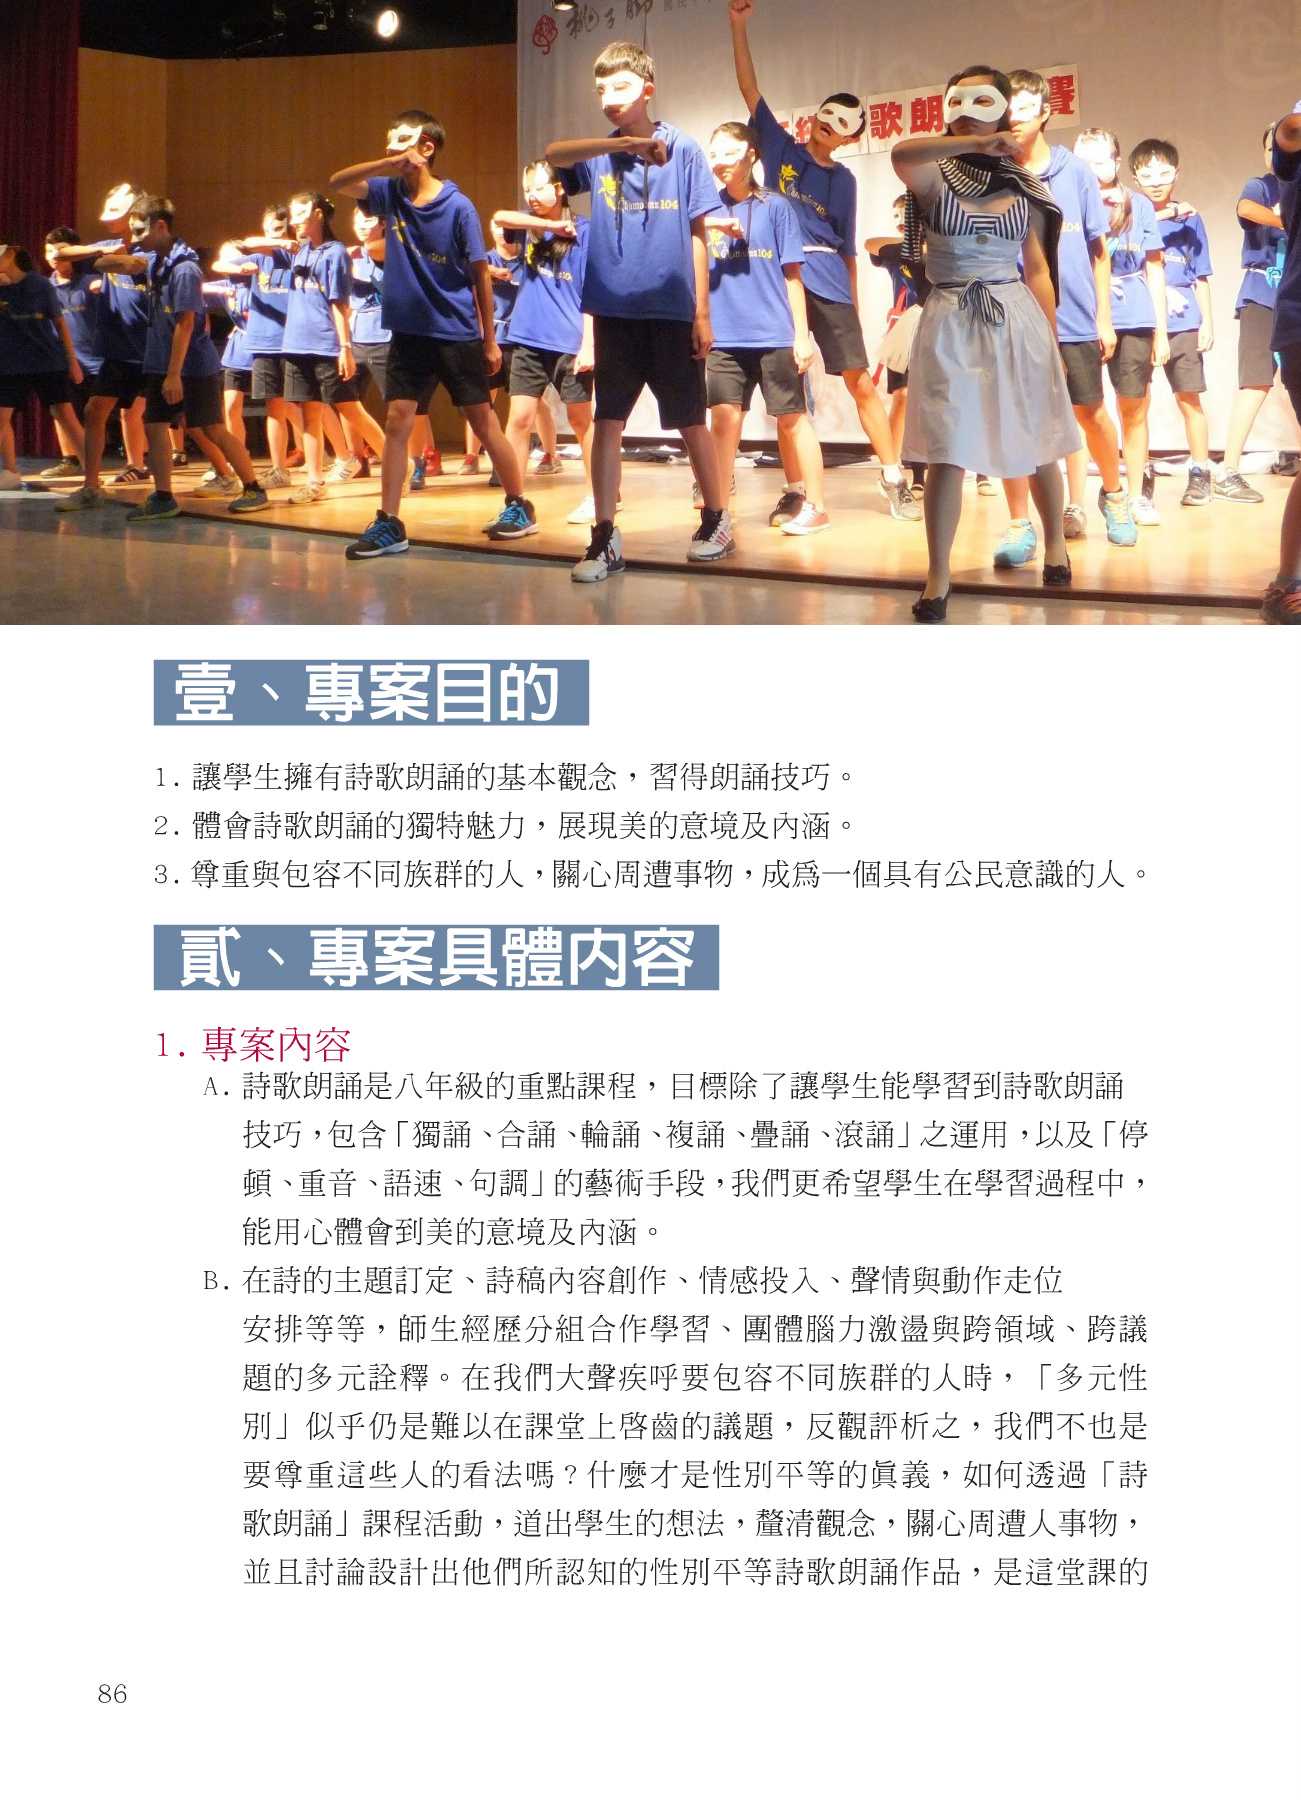 桃子腳
歌朗
賽
Champions 104
104
壹、專案目的
1. 讓學生擁有詩歌朗誦的基本觀念，習得朗誦技巧。
2. 體會詩歌朗誦的獨特魅力，展現美的意境及內涵。
3. 尊重與包容不同族群的人，關心周遭事物，成為一個具有公民意識的人。
貳、專案具體內容
1. 專案內容
A. 詩歌朗誦是八年級的重點課程，目標除了讓學生能學習到詩歌朗誦
技巧，包含「獨誦、合誦、輪誦、複誦、疊誦、滾誦」之運用，以及「停
頓、重音、語速、句調」的藝術手段，我們更希望學生在學習過程中，
能用心體會到美的意境及內涵。
B. 在詩的主題訂定、詩稿內容創作、情感投入、聲情與動作走位
安排等等，師生經歷分組合作學習、團體腦力激盪與跨領域、跨議
題的多元詮釋。在我們大聲疾呼要包容不同族群的人時，「多元性
別」似乎仍是難以在課堂上啓齒的議題，反觀評析之，我們不也是
要尊重這些人的看法嗎？什麼才是性別平等的真義，如何透過「詩
歌朗誦」課程活動，道出學生的想法，釐清觀念，關心周遭人事物，
並且討論設計出他們所認知的性別平等詩歌朗誦作品，是這堂課的
86